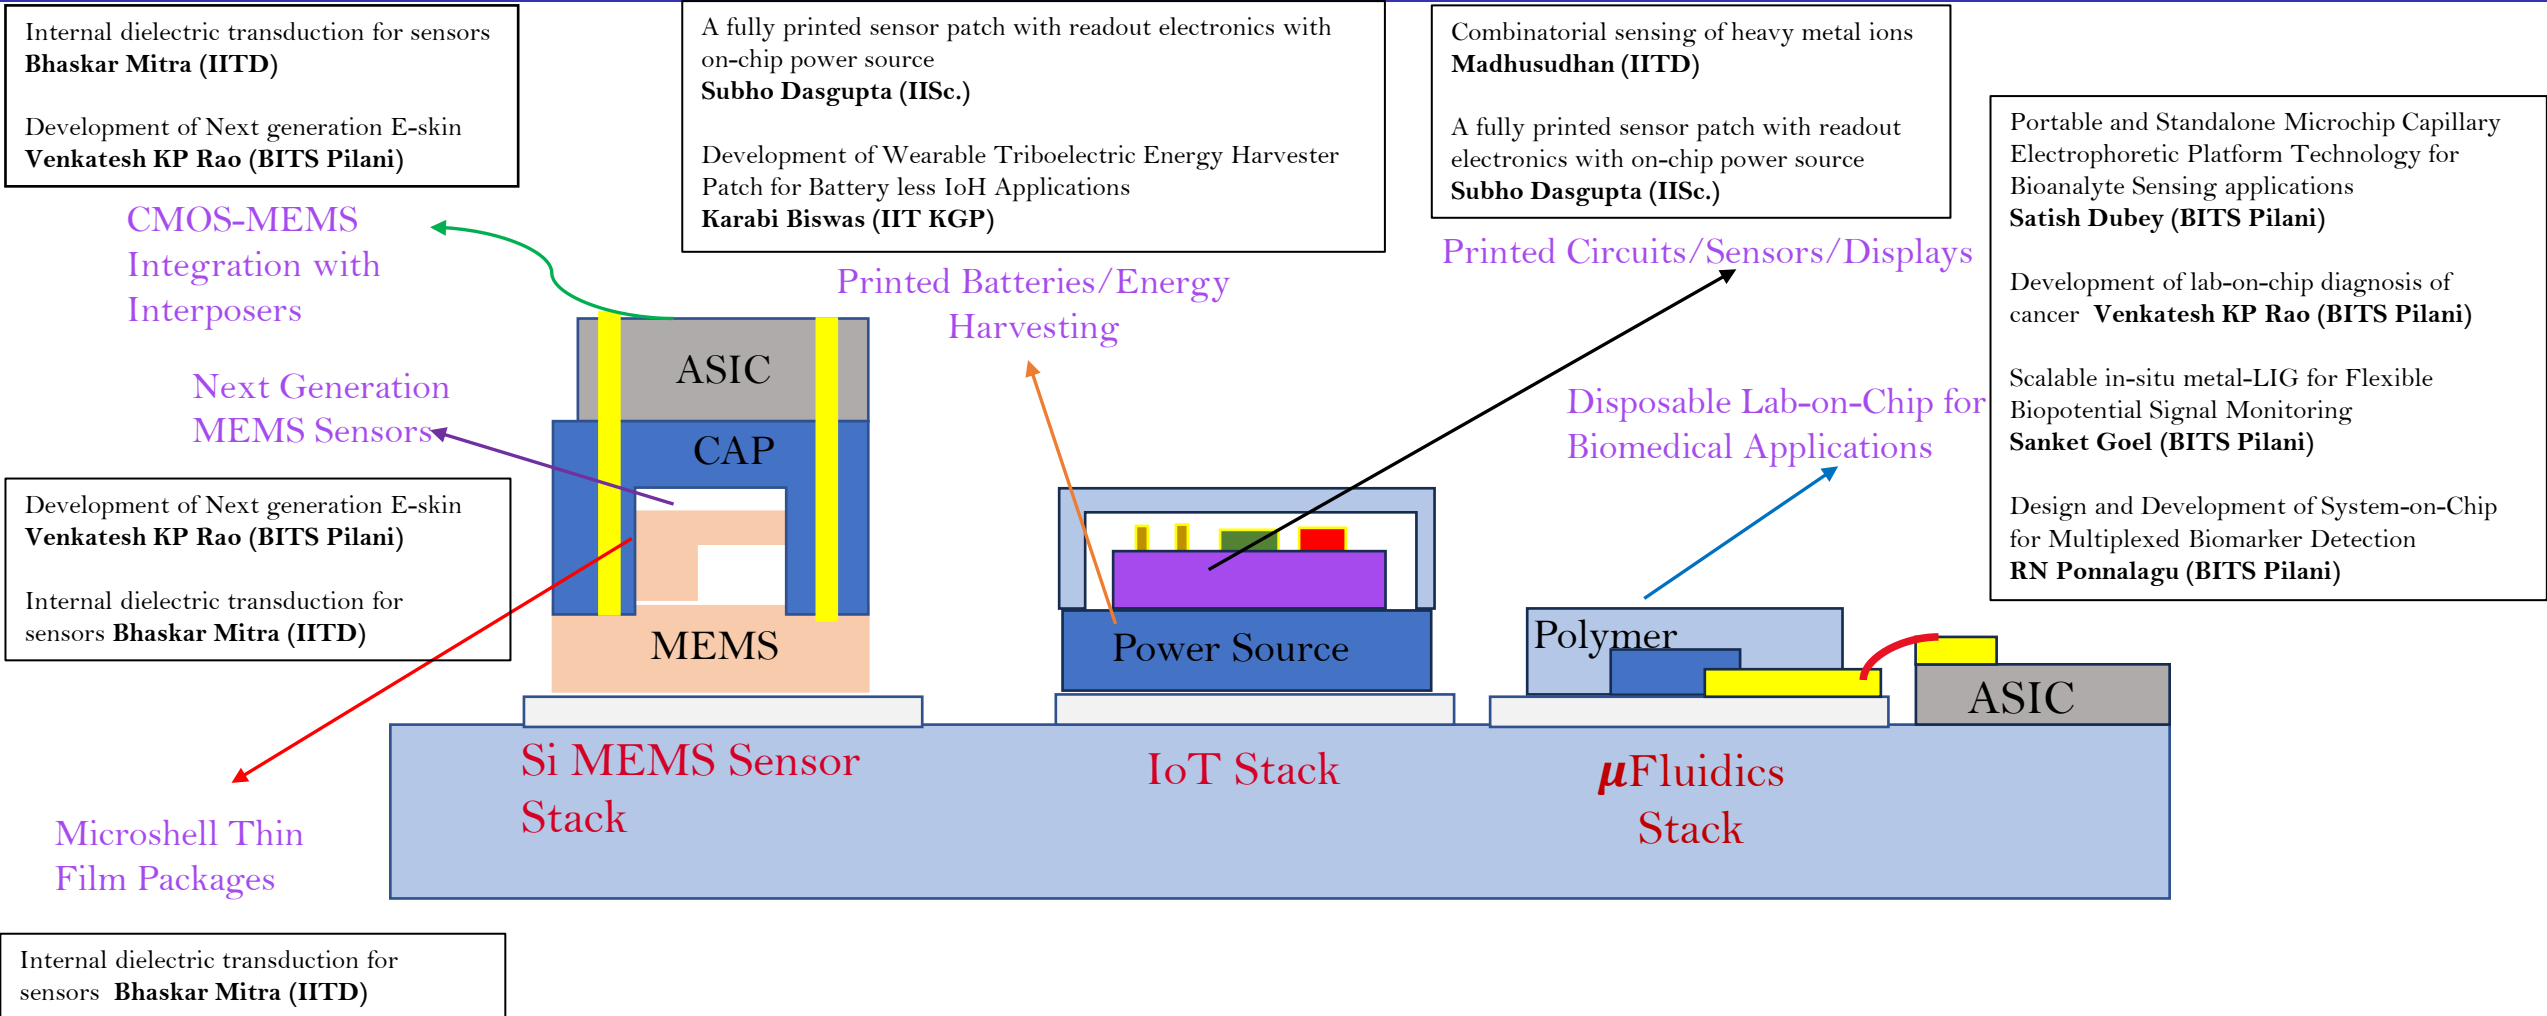 Internal dielectric transduction for sensors
Bhaskar Mitra (IITD)
Development of Next generation E-skin
Venkatesh KP Rao (BITS Pilani)
A fully printed sensor patch with readout electronics with
on-chip power source
Subho Dasgupta (IISc.)
Development of Wearable Triboelectric Energy Harvester
Patch for Battery less IoH Applications
Karabi Biswas (IIT KGP)
Combinatorial sensing of heavy metal ions
Madhusudhan (IITD)
A fully printed sensor patch with readout
electronics with on-chip power source
Subho Dasgupta (IISc.)
Portable and Standalone Microchip Capillary
Electrophoretic Platform Technology for
Bioanalyte Sensing applications
Satish Dubey (BITS Pilani)
Development of lab-on-chip diagnosis of
cancer Venkatesh KP Rao (BITS Pilani)
Scalable in-situ metal-LIG for Flexible
Biopotential Signal Monitoring
Sanket Goel (BITS Pilani)
Design and Development of System-on-Chip
for Multiplexed Biomarker Detection
RN Ponnalagu (BITS Pilani)
CMOS-MEMS
Integration with
Interposers
Printed Batteries/Energy
Harvesting
Printed Circuits/Sensors/Displays
Next Generation
MEMS Sensors
Disposable Lab-on-Chip for
Biomedical Applications
Development of Next generation E-skin
Venkatesh KP Rao (BITS Pilani)
Internal dielectric transduction for
sensors Bhaskar Mitra (IITD)
ASIC
CAP
MEMS
Power Source
Polymer
ASIC
Si MEMS Sensor
Stack
IoT Stack
μFluidics
Stack
Microshell Thin
Film Packages
Internal dielectric transduction for
sensors Bhaskar Mitra (IITD)